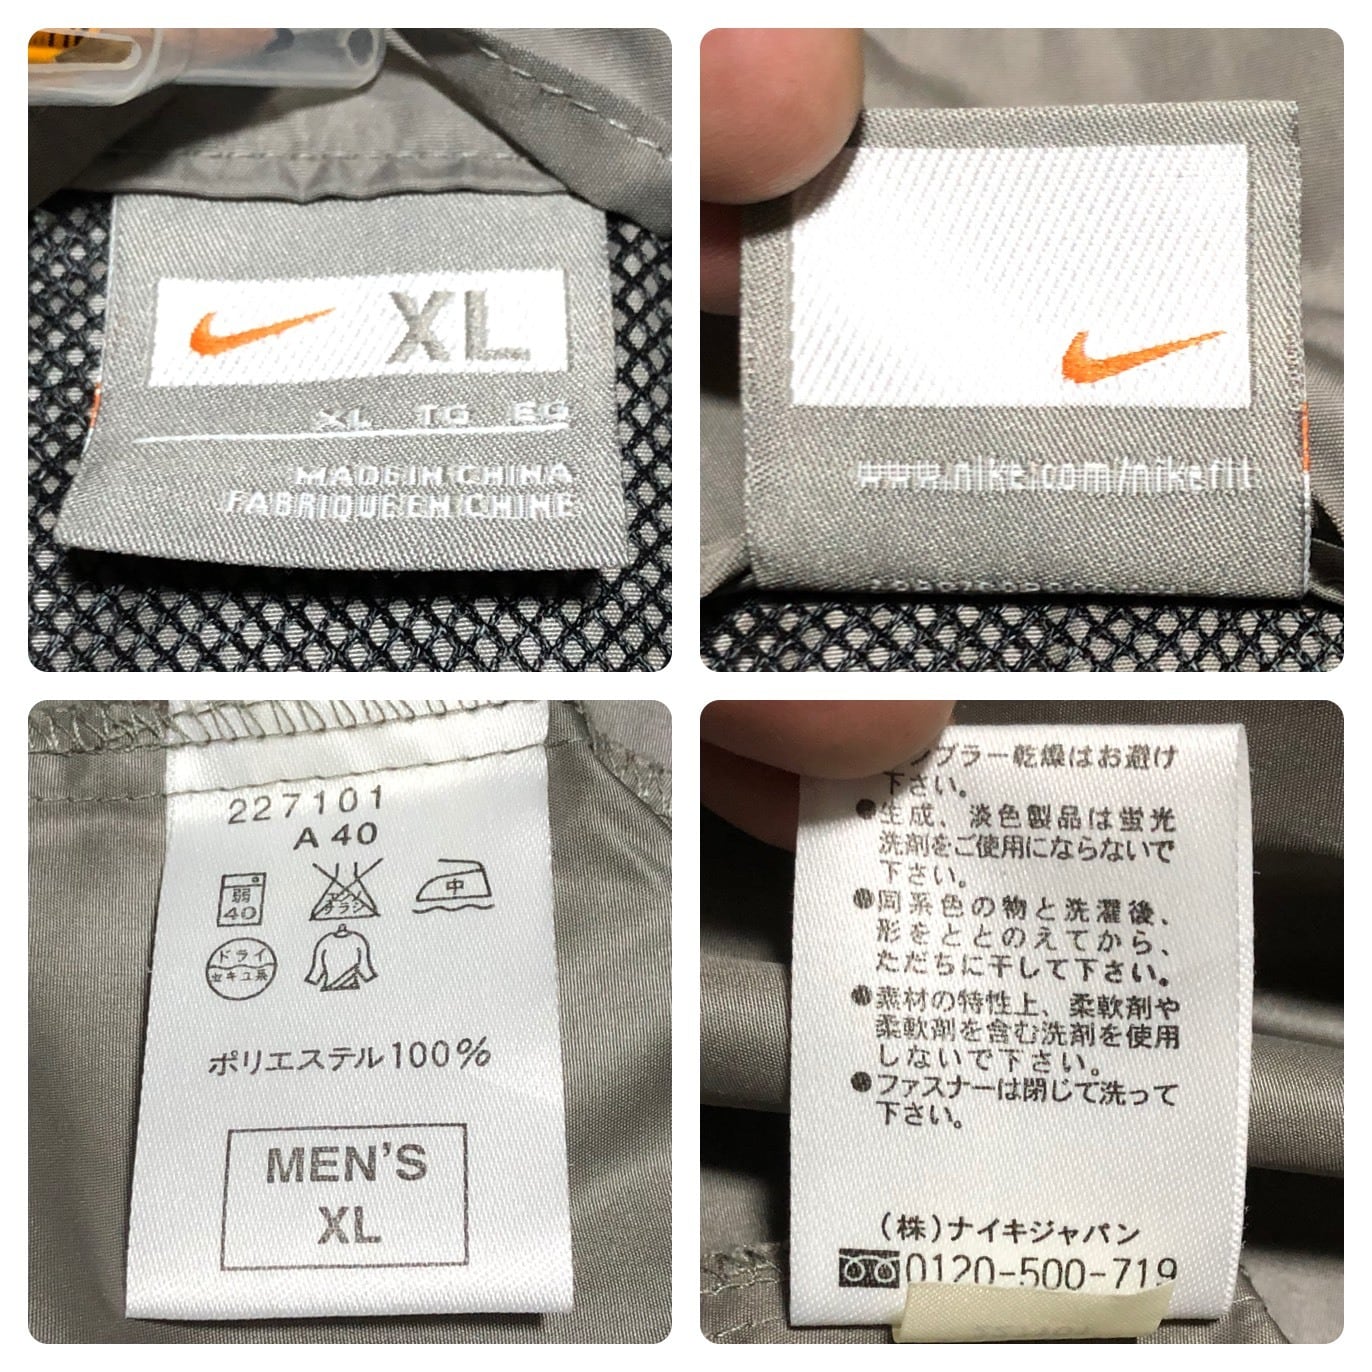 XL
XL TG EG
MADE IN CHINA
FABRIQUE EN CHINE
www.nike.com/nikefit
227101
A 40
弱
40
エンソ
サラシ
中
ドライ
セキユ系
ポリエステル100%
MEN'S
XL
ンブラー乾燥はお避け
下さい。
●生成、淡色製品は蛍光
洗剤をご使用にならないで
下さい。
●同系色の物と洗濯後、
形をととのえてから、
ただちに干して下さい。
●素材の特性上、柔軟剤や
柔軟剤を含む洗剤を使用
しないで下さい。
●ファスナーは閉じて洗って
下さい。
(株)ナイキジャパン
0120-500-719